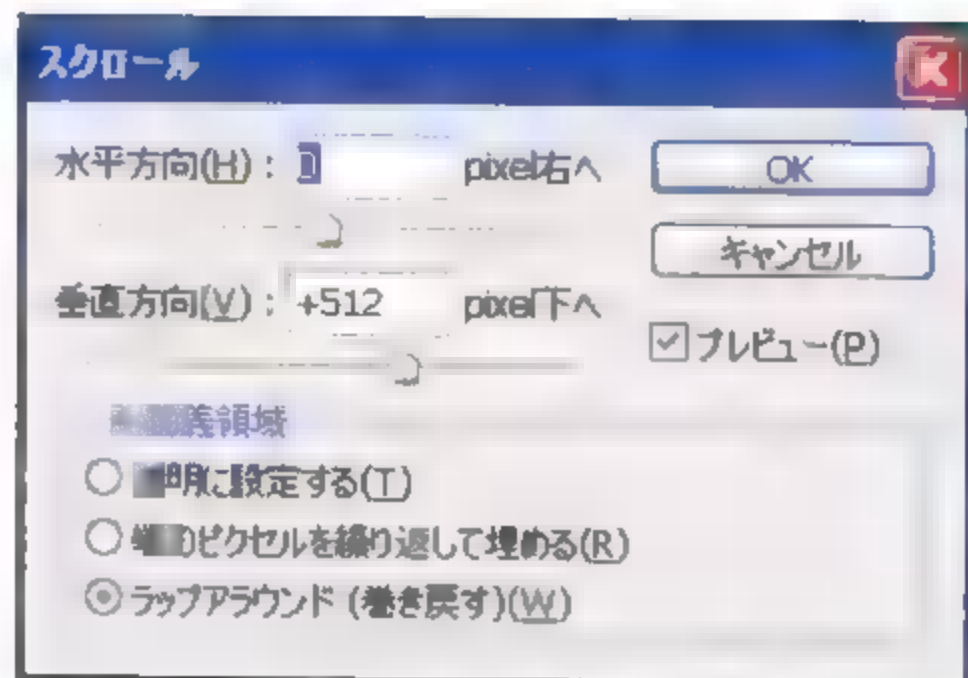 スクロール
水平方向(H): 0 pixel右へ
OK
キャンセル
垂直方向(V): +512 pixel下へ
プレビュー(P)
領域
に設定する(T)
ピクセルを繰り返して埋める(R)
ラップアラウンド (巻き戻す)(W)